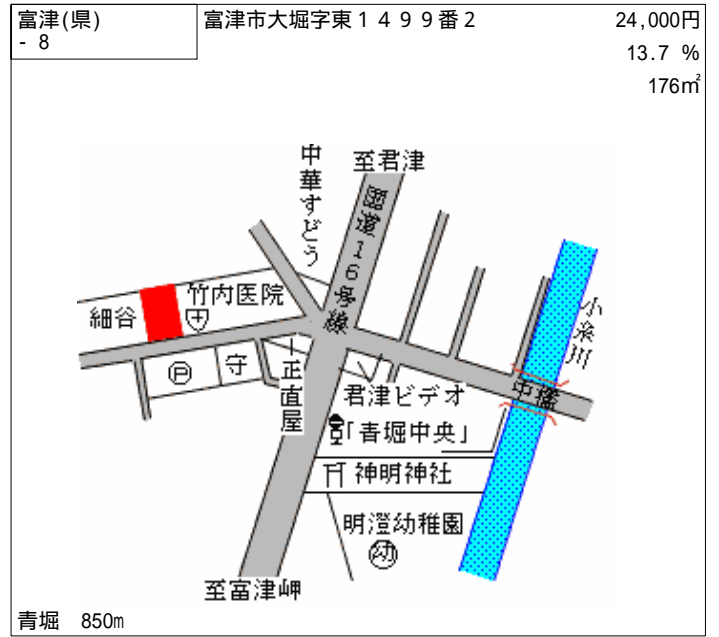 富津(県)
- 8
富津市大堀字東１４９９番２
24,000円
13.7 %
176㎡
中華すどう
至君津
国道16号線
竹内医院
細谷
小糸川
P
守
正直屋
君津ビデオ
中橋
「青堀中央」
神明神社
明澄幼稚園
幼
至富津岬
青堀 850m